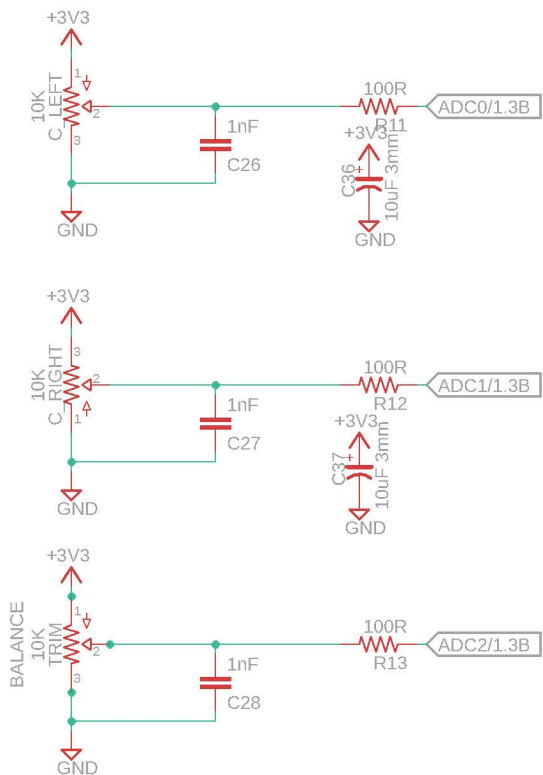 +3V3
1
10K
C_LEFT
2
3
GND
1nF
C26
100R
R11
ADC0/1.3B
+3V3
C36
+
10uF 3mm
GND
+3V3
3
10K
C_RIGHT
2
1
GND
1nF
C27
100R
R12
ADC1/1.3B
+3V3
C37
+
10uF 3mm
GND
+3V3
1
BALANCE
10K
TRIM
2
3
GND
1nF
C28
100R
R13
ADC2/1.3B